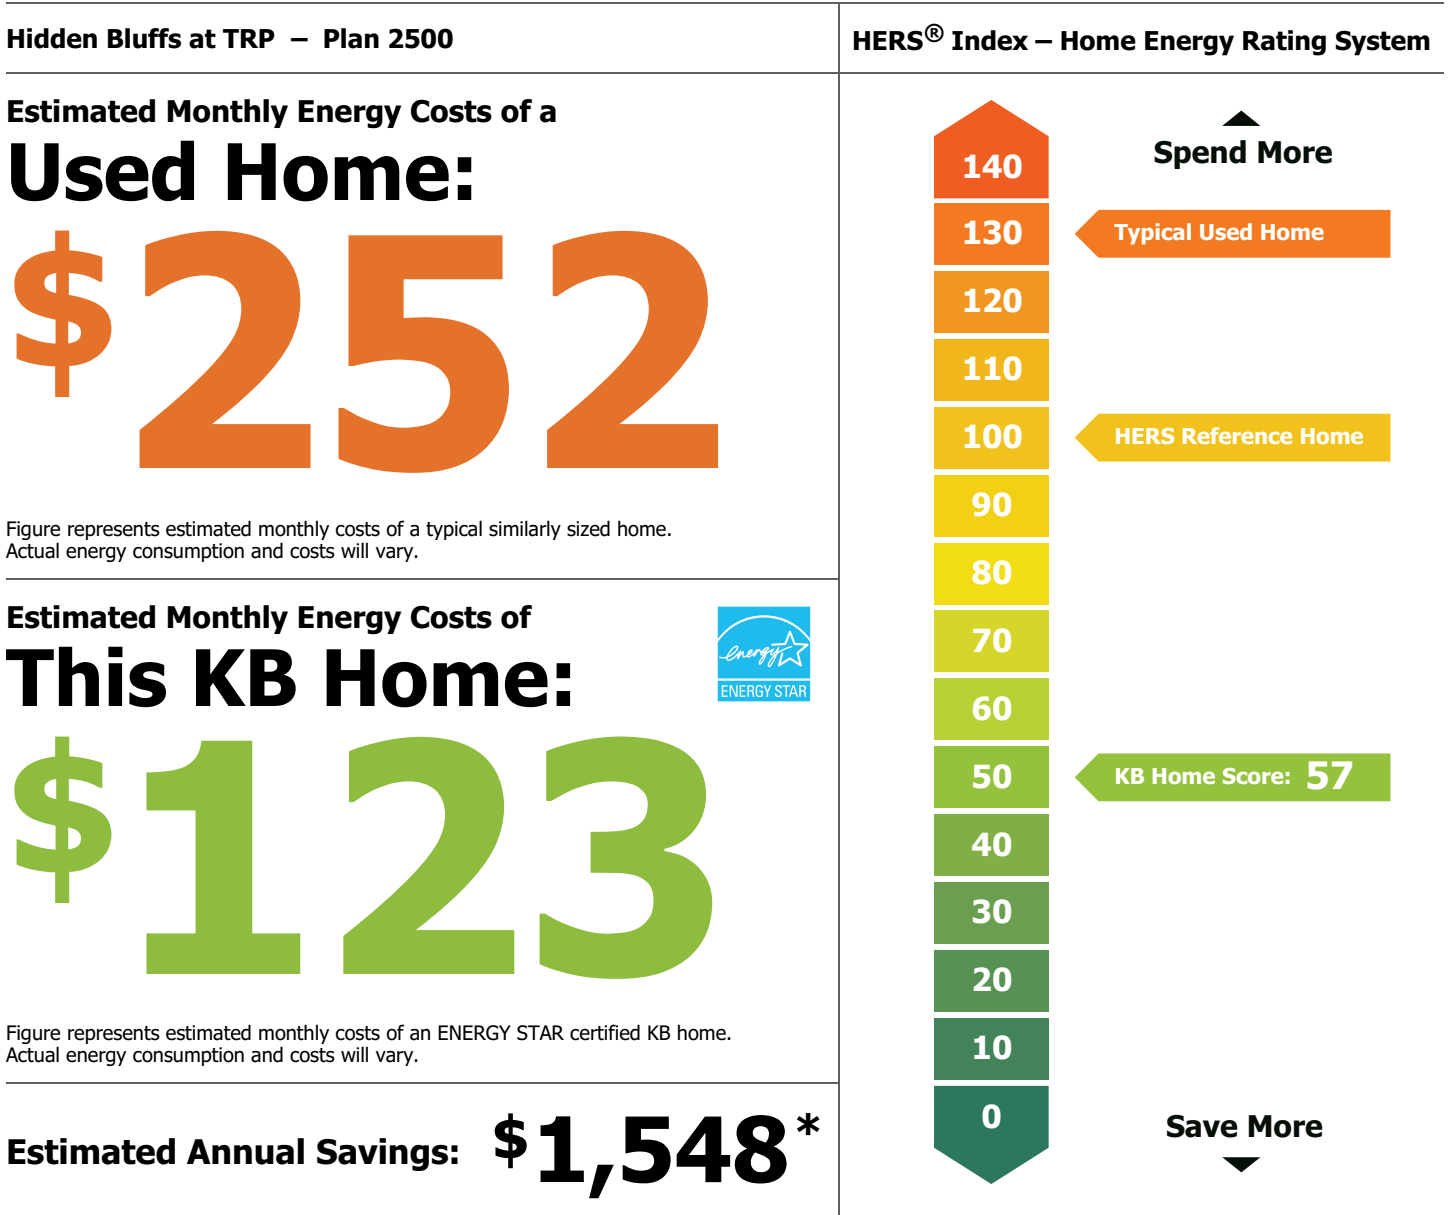 Hidden Bluffs at TRP – Plan 2500
Estimated Monthly Energy Costs of a
Used Home:
$252
Figure represents estimated monthly costs of a typical similarly sized home.
Actual energy consumption and costs will vary.
Estimated Monthly Energy Costs of
This KB Home:
energy
ENERGY STAR
$123
Figure represents estimated monthly costs of an ENERGY STAR certified KB home.
Actual energy consumption and costs will vary.
Estimated Annual Savings: $1,548*
HERS® Index – Home Energy Rating System
Spend More
140
130 Typical Used Home
120
110
100 HERS Reference Home
90
80
70
60
50 KB Home Score: 57
40
30
20
10
0
Save More